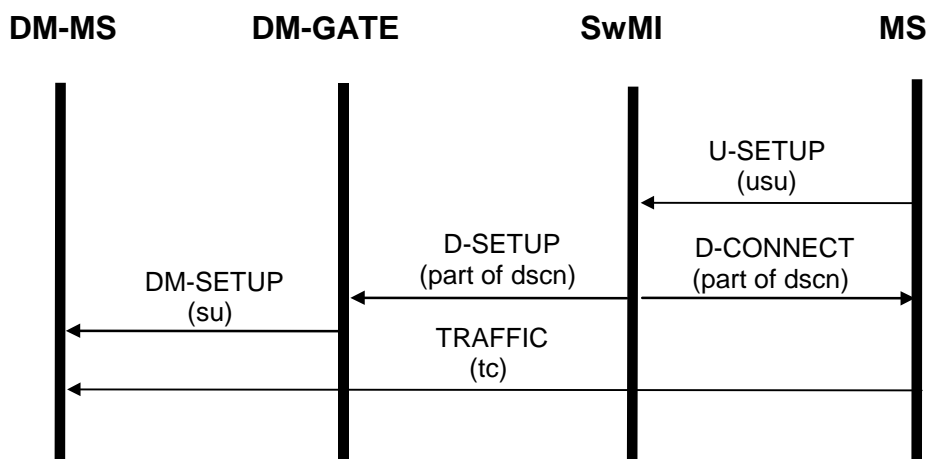 DM-MS DM-GATE SwMI MS
U-SETUP
(usu)
D-SETUP D-CONNECT
(part of dscn) (part of dscn)
DM-SETUP
(su)
TRAFFIC
(tc)